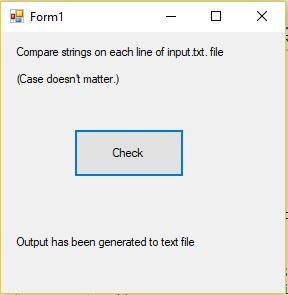 Form1
Compare strings on each line of input.txt. file
(Case doesn't matter.)
Check
Output has been generated to text file